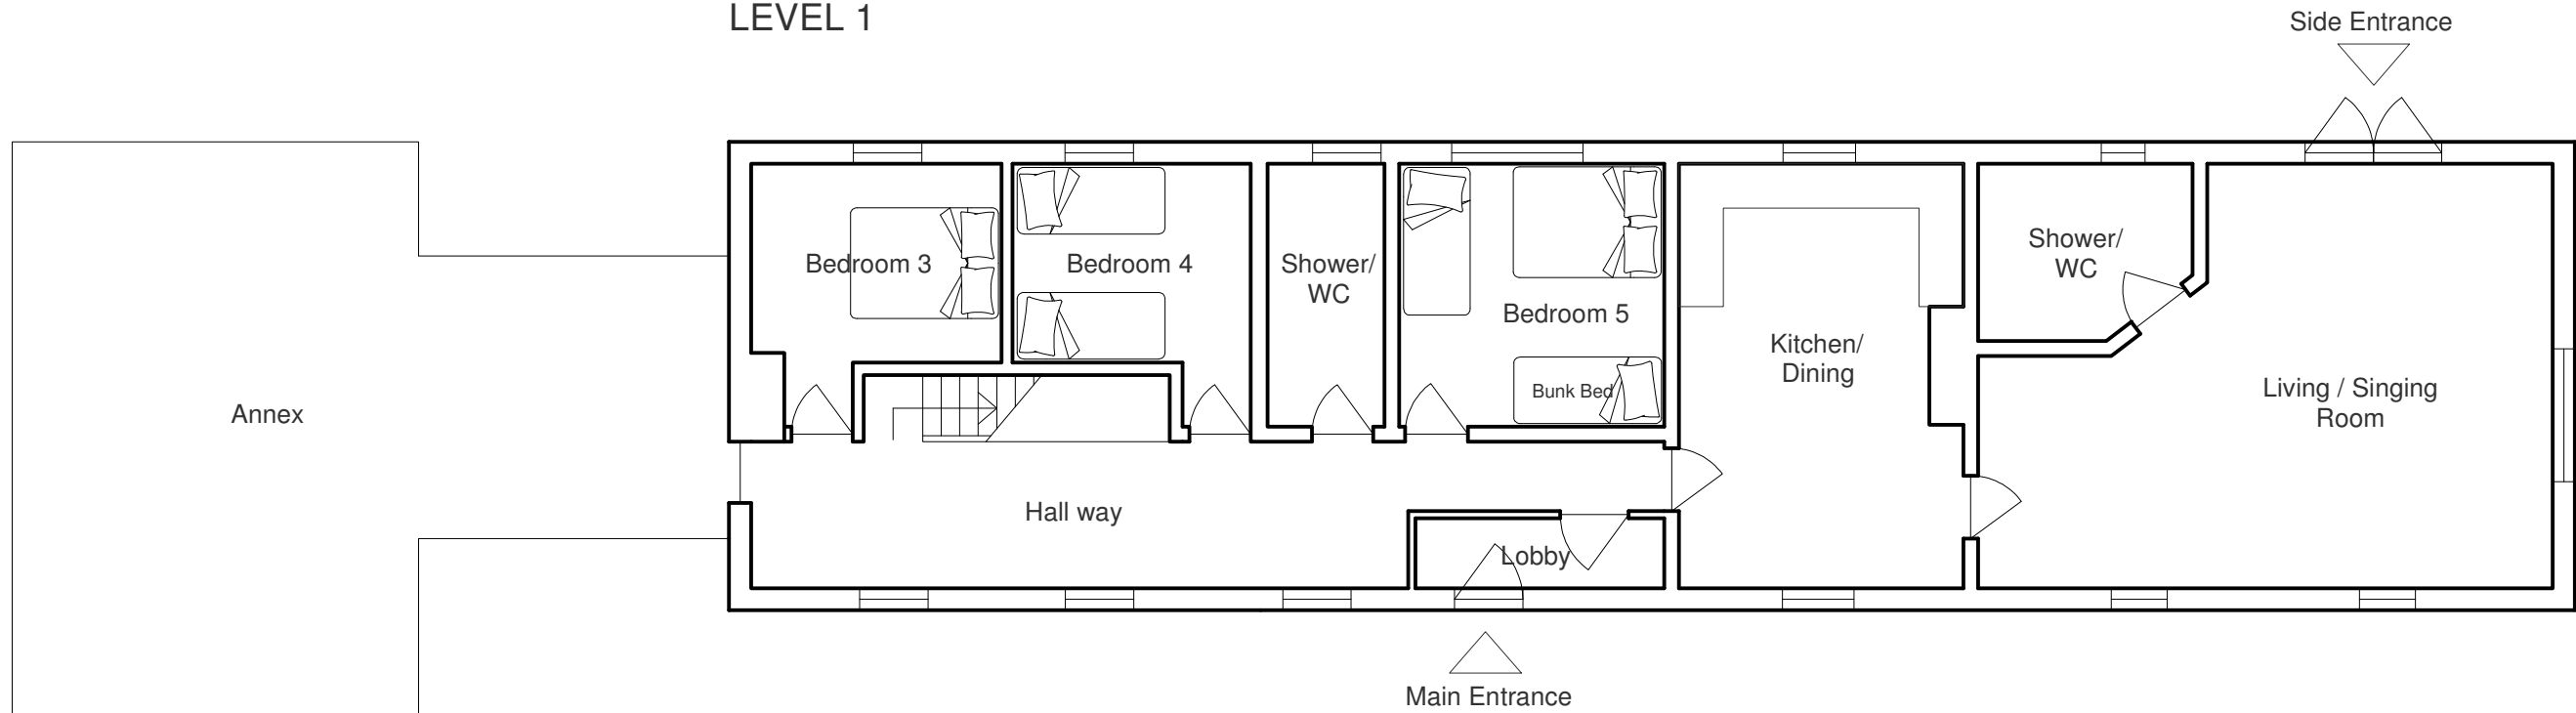 LEVEL 1
Side Entrance
Bedroom 3
Bedroom 4
Shower/
WC
Bedroom 5
Bunk Bed
Kitchen/
Dining
Shower/
WC
Living / Singing
Room
Annex
Hall way
Lobby
Main Entrance